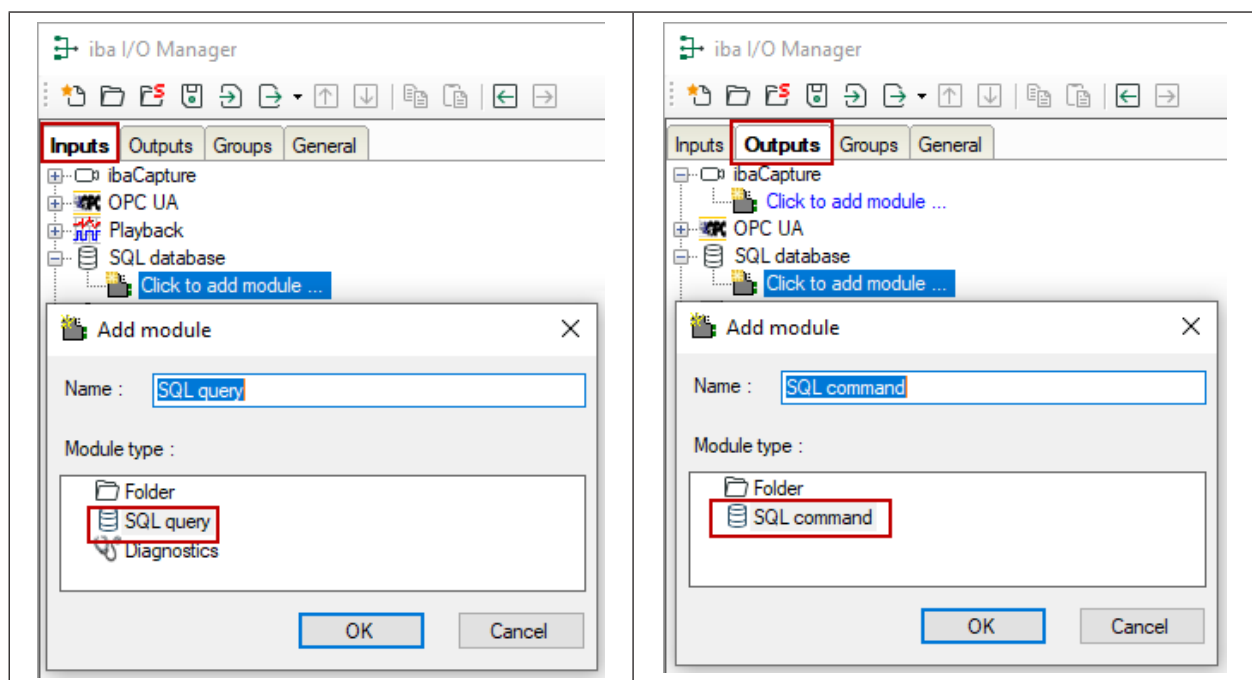 iba I/O Manager
Inputs Outputs Groups General
ibaCapture
OPC UA
Playback
SQL database
Click to add module ...
Add module
Name :
SQL query
Module type :
Folder
SQL query
Diagnostics
OK Cancel
iba I/O Manager
Inputs Outputs Groups General
ibaCapture
Click to add module ...
OPC UA
SQL database
Click to add module ...
Add module
Name :
SQL command
Module type :
Folder
SQL command
OK Cancel